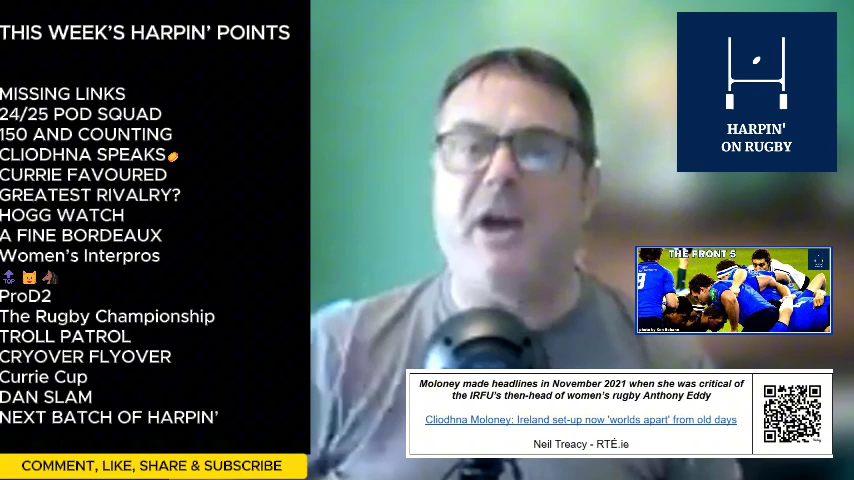 THIS WEEK'S HARPIN' POINTS
MISSING LINKS
24/25 POD SQUAD
150 AND COUNTING
CLIODHNA SPEAKS
CURRIE FAVOURED
GREATEST RIVALRY?
HOGG WATCH
A FINE BORDEAUX
Women's Interpros
TOP
ProD2
The Rugby Championship
TROLL PATROL
CRYOVER FLYOVER
Currie Cup
DAN SLAM
NEXT BATCH OF HARPIN'
COMMENT, LIKE, SHARE & SUBSCRIBE
HARPIN'
ON RUGBY
THE FRONT 5
9
Moloney made headlines in November 2021 when she was critical of
the IRFU's then-head of women's rugby Anthony Eddy
Cliodhna Moloney: Ireland set-up now 'worlds apart' from old days
Neil Treacy - RTÉ.ie